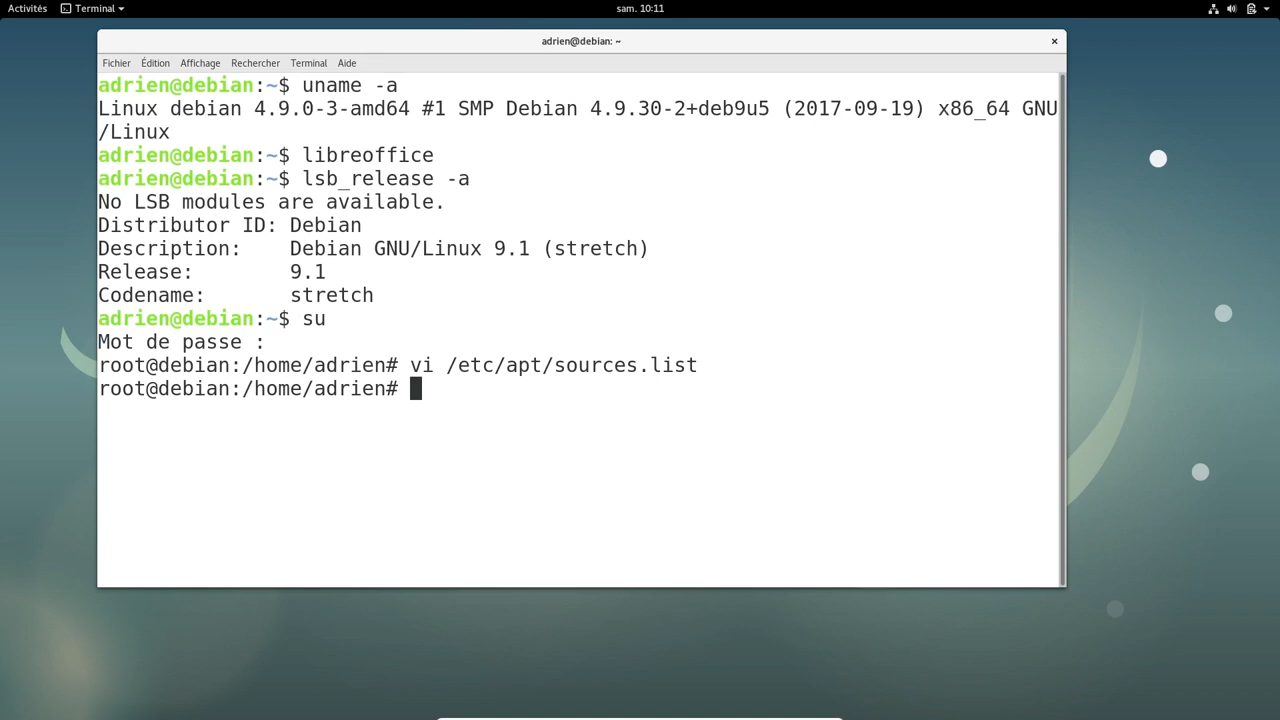 Activités Terminal sam. 10:11
adrien@debian: ~
Fichier Édition Affichage Rechercher Terminal Aide
adrien@debian:~$ uname -a
Linux debian 4.9.0-3-amd64 #1 SMP Debian 4.9.30-2+deb9u5 (2017-09-19) x86_64 GNU
/Linux
adrien@debian:~$ libreoffice
adrien@debian:~$ lsb_release -a
No LSB modules are available.
Distributor ID: Debian
Description:    Debian GNU/Linux 9.1 (stretch)
Release:        9.1
Codename:       stretch
adrien@debian:~$ su
Mot de passe :
root@debian:/home/adrien# vi /etc/apt/sources.list
root@debian:/home/adrien#